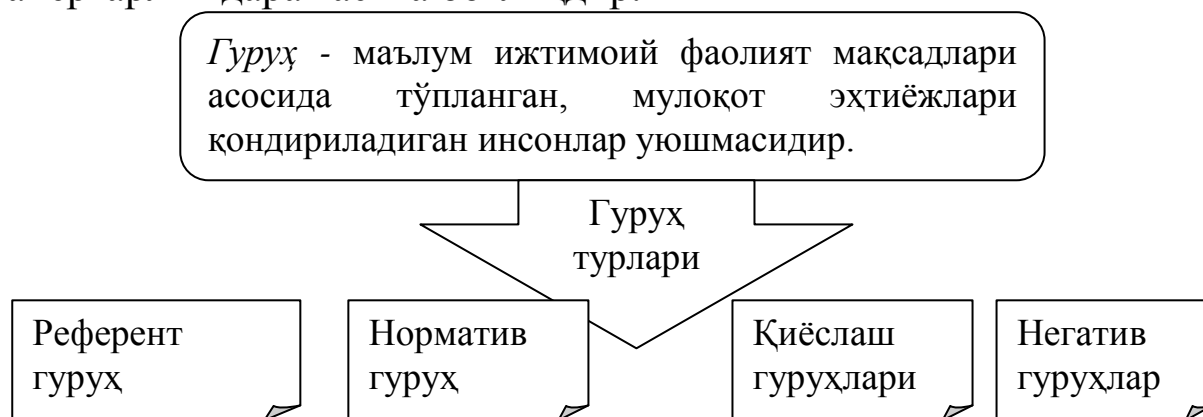 Гуруҳ - маълум ижтимоий фаолият мақсадлари
асосида тўпланган, мулоқот эҳтиёжлари
қондириладиган инсонлар уюшмасидир.
Гуруҳ
турлари
Референт
гуруҳ
Норматив
гуруҳ
Қиёслаш
гуруҳлари
Негатив
гуруҳлар